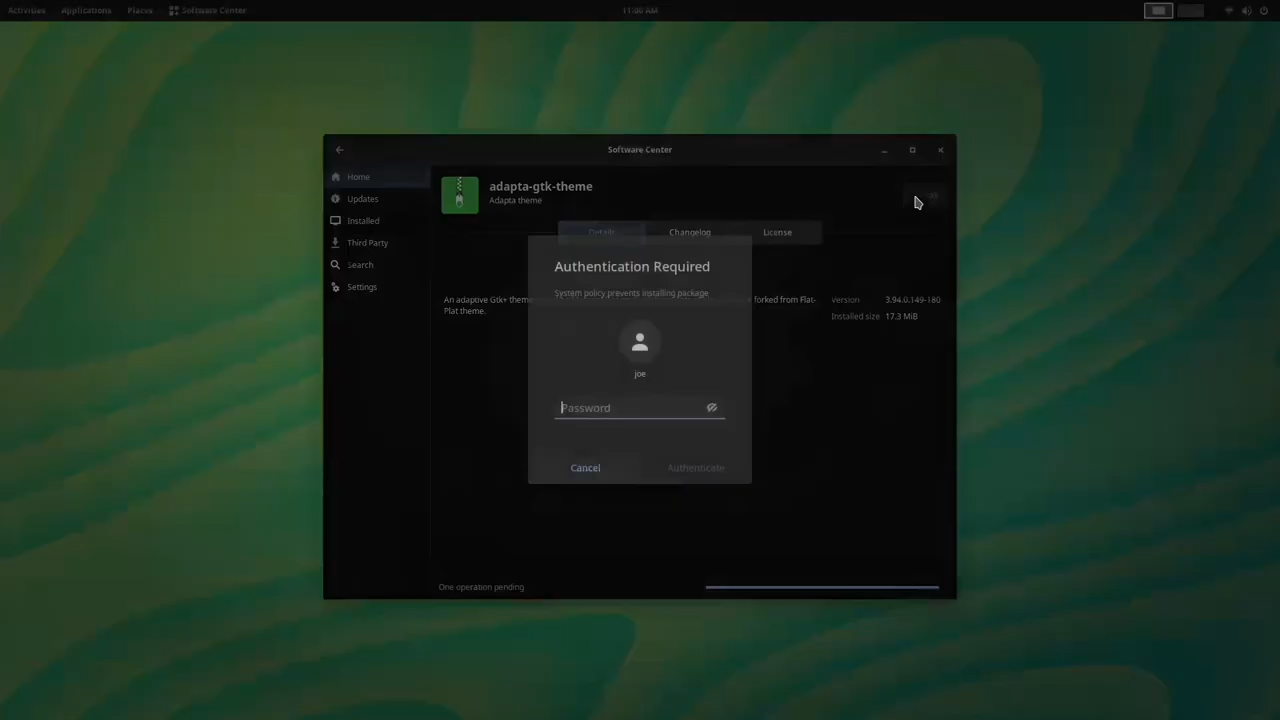 Activities Applications Places Software Center 11:00 AM
Software Center
Home
Updates
Installed
Third Party
Search
Settings
adapta-gtk-theme
Adapta theme
Details Changelog License
An adaptive Gtk+ theme forked from Flat-
Plat theme.
Version 3.94.0.149-180
Installed size 17.3 MiB
Authentication Required
System policy prevents installing package
joe
Password
Cancel Authenticate
One operation pending